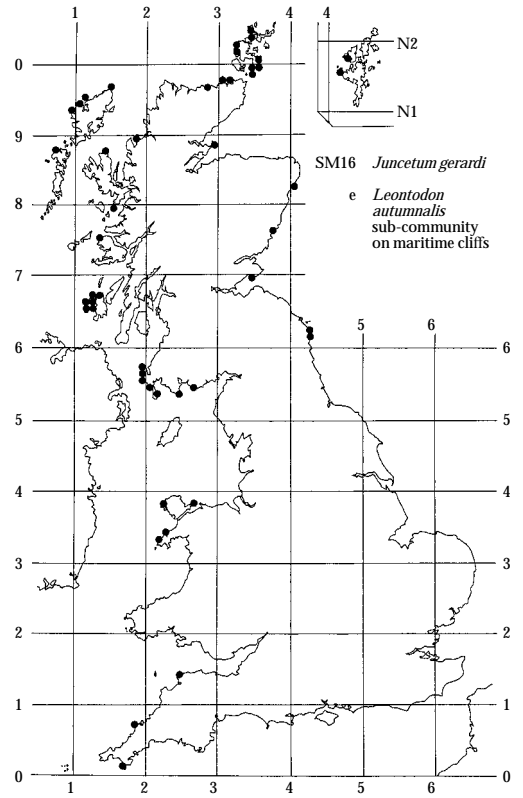 1 2 3 5 4 4
N2
0
N1
9
SM16 Juncetum gerardi
e Leontodon
autumnalis
8
sub-community
on maritime cliffs
7
5 6
6 6
5 5
4 4
3 3
2 2
1 1
0 0
1 2 3 4 5 6